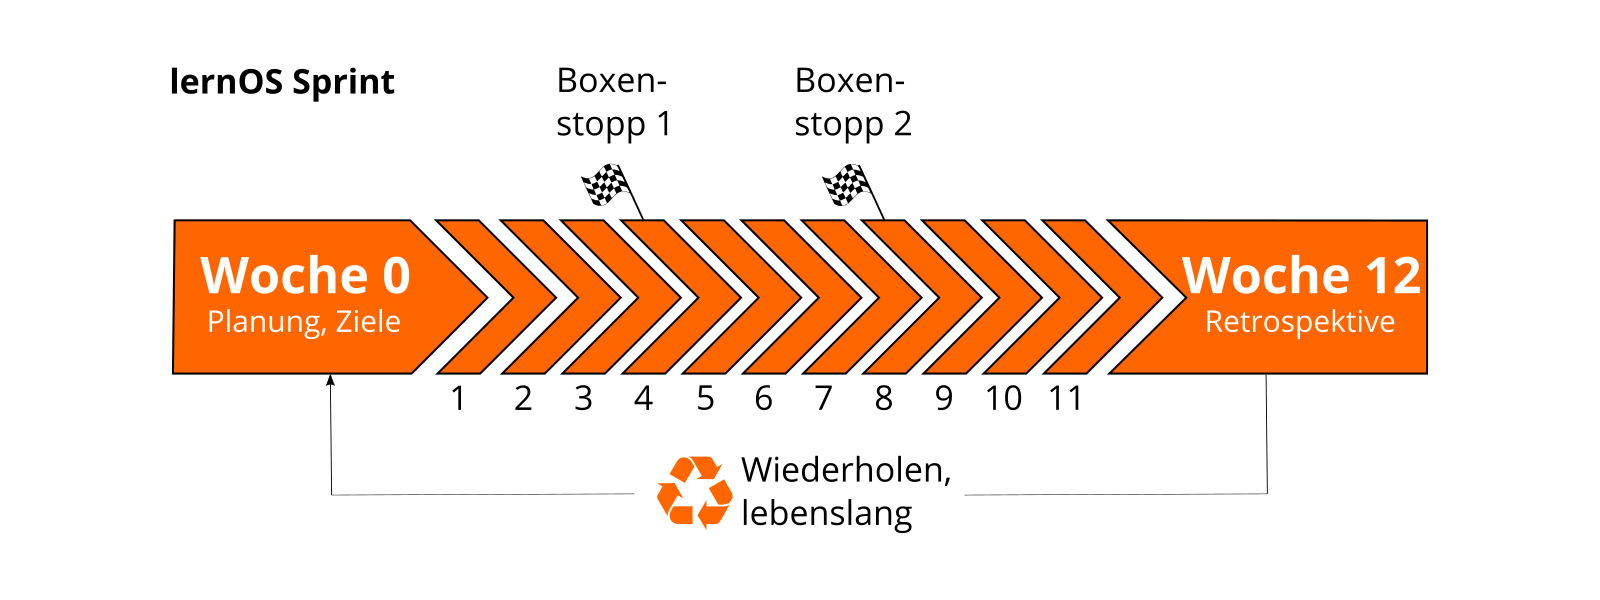 lernOS Sprint
Boxen-
stopp 1
Boxen-
stopp 2
Woche 0
Planung, Ziele
Woche 12
Retrospektive
1 2 3 4 5 6 7 8 9 10 11
Wiederholen,
lebenslang